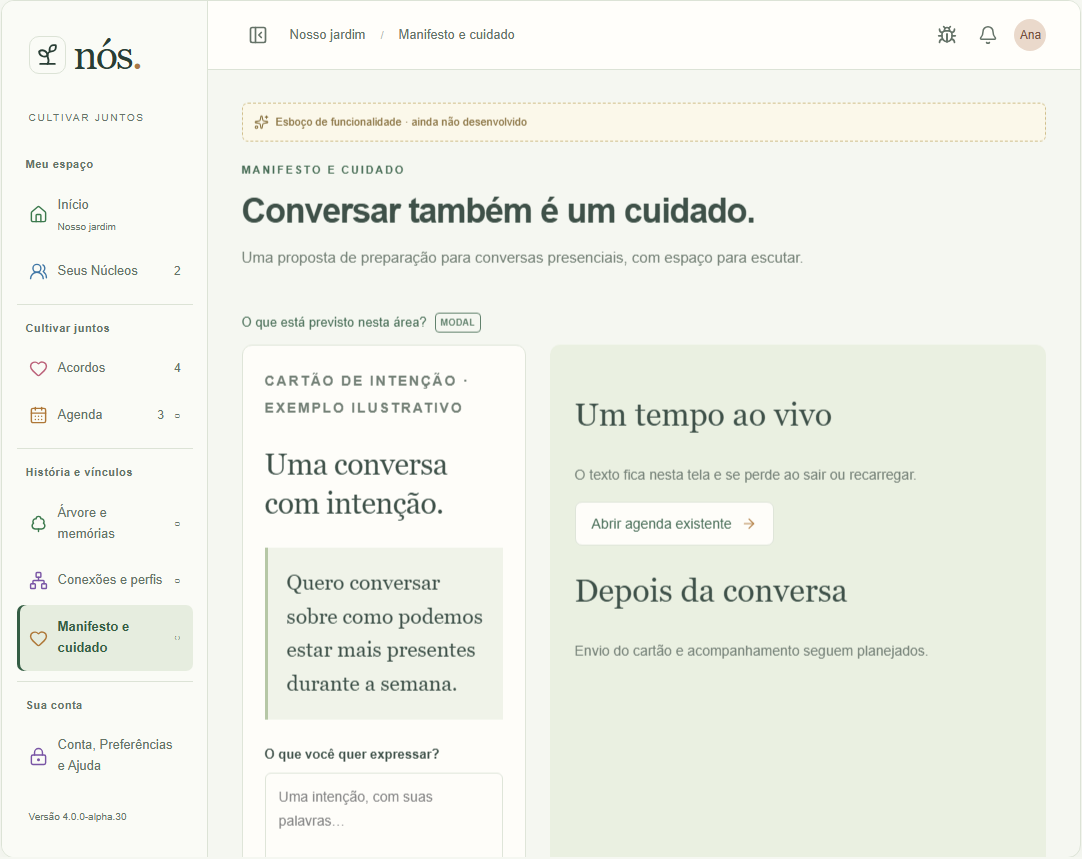 nós.
CULTIVAR JUNTOS
Meu espaço
Início
Nosso jardim
Seus Núcleos 2
Cultivar juntos
Acordos 4
Agenda 3
História e vínculos
Árvore e
memórias
Conexões e perfis
Manifesto e
cuidado
Sua conta
Conta, Preferências
e Ajuda
Versão 4.0.0-alpha.30
Nosso jardim / Manifesto e cuidado
Ana
Esboço de funcionalidade · ainda não desenvolvido
MANIFESTO E CUIDADO
Conversar também é um cuidado.
Uma proposta de preparação para conversas presenciais, com espaço para escutar.
O que está previsto nesta área? MODAL
CARTÃO DE INTENÇÃO ·
EXEMPLO ILUSTRATIVO
Uma conversa
com intenção.
Quero conversar
sobre como podemos
estar mais presentes
durante a semana.
O que você quer expressar?
Uma intenção, com suas
palavras...
Um tempo ao vivo
O texto fica nesta tela e se perde ao sair ou recarregar.
Abrir agenda existente →
Depois da conversa
Envio do cartão e acompanhamento seguem planejados.